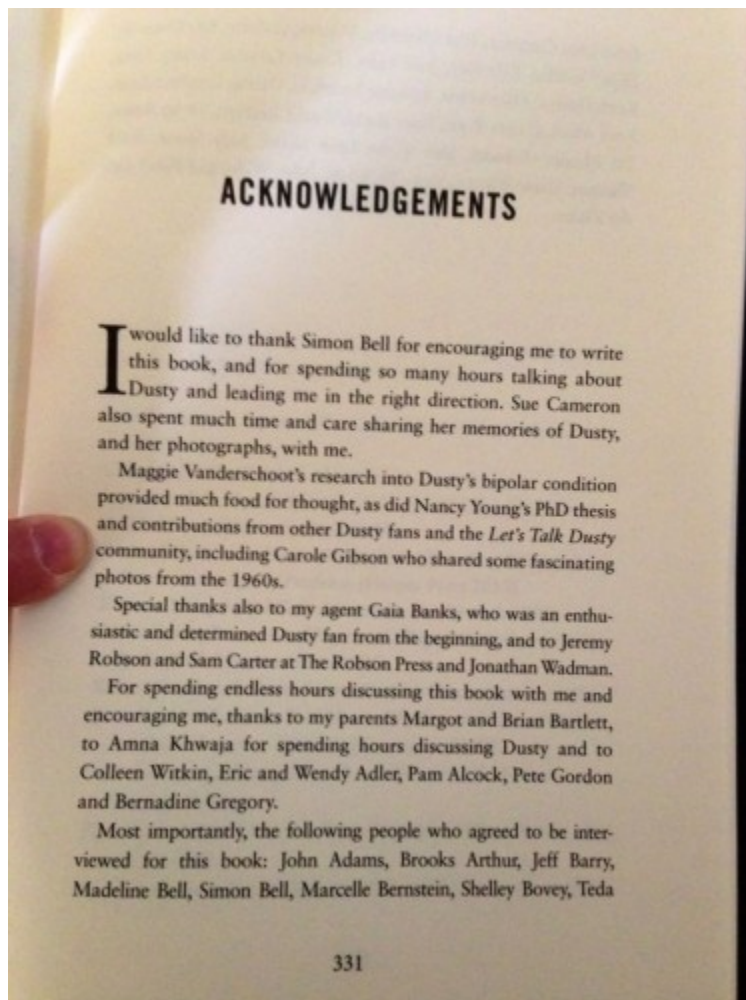 ACKNOWLEDGEMENTS
I would like to thank Simon Bell for encouraging me to write
this book, and for spending so many hours talking about
Dusty and leading me in the right direction. Sue Cameron
also spent much time and care sharing her memories of Dusty,
and her photographs, with me.
Maggie Vanderschoot's research into Dusty's bipolar condition
provided much food for thought, as did Nancy Young's PhD thesis
and contributions from other Dusty fans and the Let's Talk Dusty
community, including Carole Gibson who shared some fascinating
photos from the 1960s.
Special thanks also to my agent Gaia Banks, who was an enthu-
siastic and determined Dusty fan from the beginning, and to Jeremy
Robson and Sam Carter at The Robson Press and Jonathan Wadman.
For spending endless hours discussing this book with me and
encouraging me, thanks to my parents Margot and Brian Bartlett,
to Amna Khwaja for spending hours discussing Dusty and to
Colleen Witkin, Eric and Wendy Adler, Pam Alcock, Pete Gordon
and Bernadine Gregory.
Most importantly, the following people who agreed to be inter-
viewed for this book: John Adams, Brooks Arthur, Jeff Barry,
Madeline Bell, Simon Bell, Marcelle Bernstein, Shelley Bovey, Teda
331